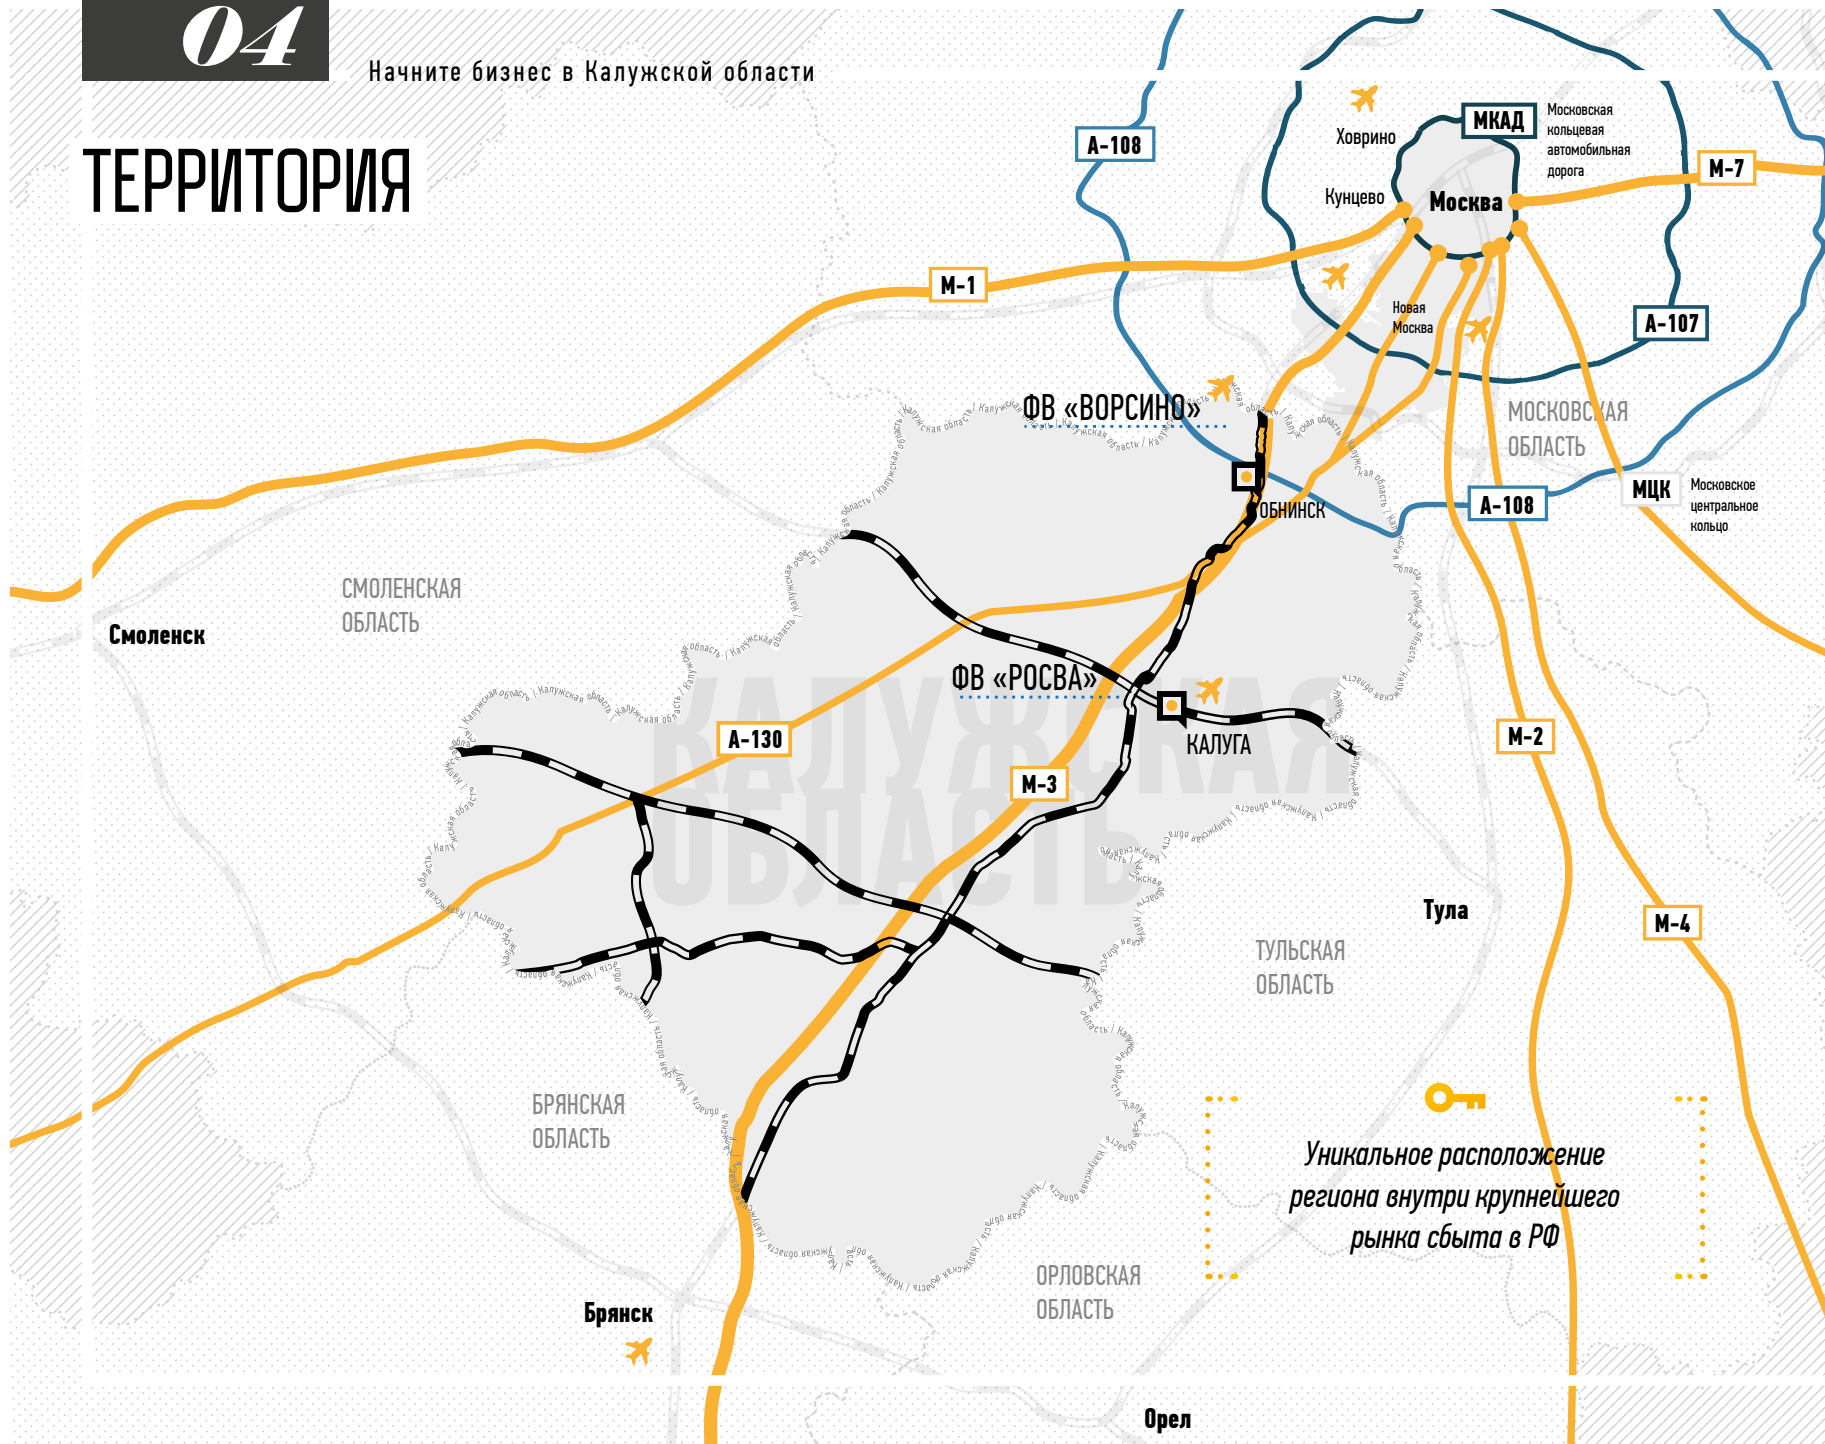 04
Начните бизнес в Калужской области
ТЕРРИТОРИЯ
А-108
Ховрино
МКАД
Московская
кольцевая
автомобильная
дорога
М-7
Кунцево
Москва
М-1
Новая
Москва
А-107
ФВ «ВОРСИНО»
МОСКОВСКАЯ
ОБЛАСТЬ
ОБНИНСК
А-108
МЦК
Московское
центральное
кольцо
СМОЛЕНСКАЯ
ОБЛАСТЬ
Смоленск
ФВ «РОСВА»
КАЛУЖСКАЯ
ОБЛАСТЬ
КАЛУГА
А-130
М-3
М-2
Тула
М-4
ТУЛЬСКАЯ
ОБЛАСТЬ
БРЯНСКАЯ
ОБЛАСТЬ
Уникальное расположение
региона внутри крупнейшего
рынка сбыта в РФ
ОРЛОВСКАЯ
ОБЛАСТЬ
Брянск
Орел